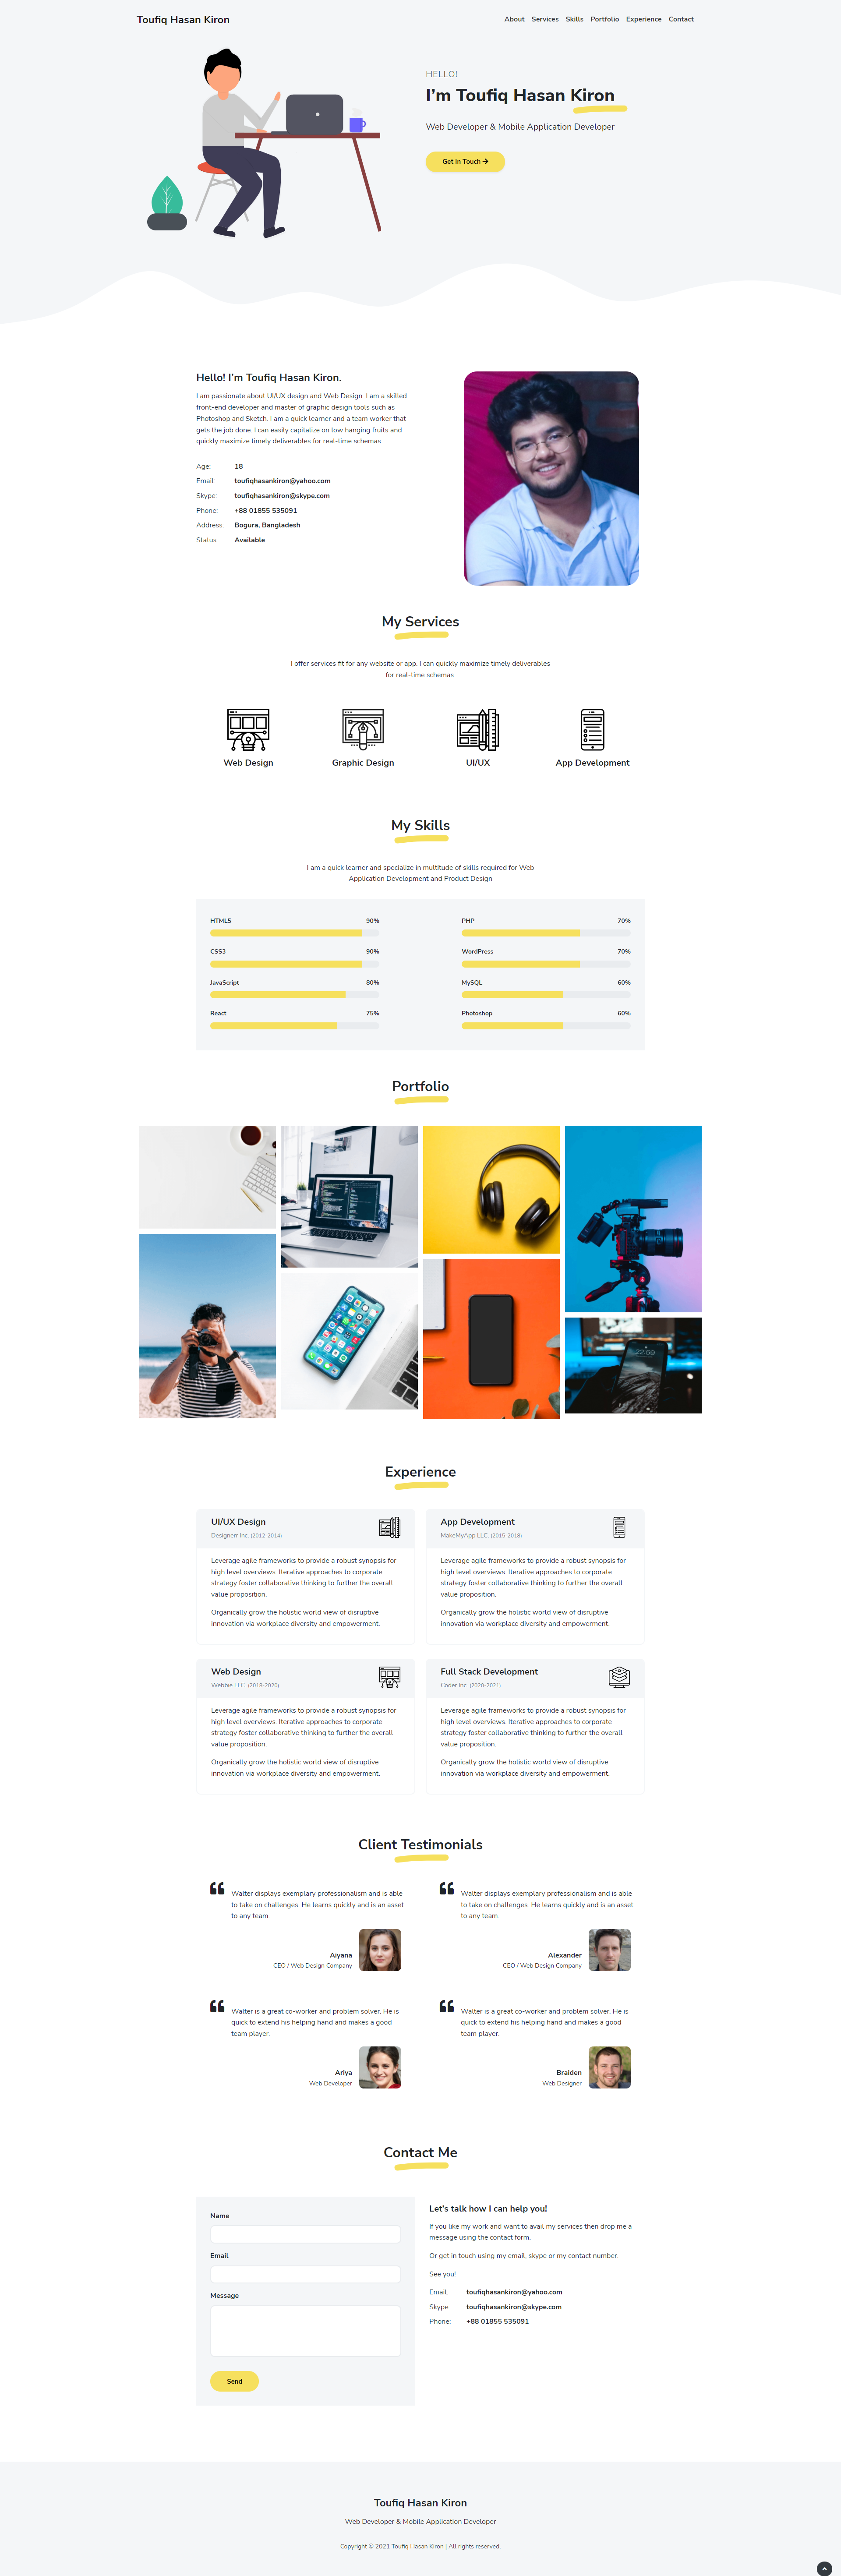 Toufiq Hasan Kiron
About Services Skills Portfolio Experience Contact
HELLO!
I'm Toufiq Hasan Kiron
Web Developer & Mobile Application Developer
Get In Touch
Hello! I'm Toufiq Hasan Kiron.
I am passionate about UI/UX design and Web Design. I am a skilled
front-end developer and master of graphic design tools such as
Photoshop and Sketch. I am a quick learner and a team worker that
gets the job done. I can easily capitalize on low hanging fruits and
quickly maximize timely deliverables for real-time schemas.
Age: 18
Email: toufiqhasankiron@yahoo.com
Skype: toufiqhasankiron@skype.com
Phone: +88 01855 535091
Address: Bogura, Bangladesh
Status: Available
My Services
I offer services fit for any website or app. I can quickly maximize timely deliverables
for real-time schemas.
Web Design
Graphic Design
UI/UX
App Development
My Skills
I am a quick learner and specialize in multitude of skills required for Web
Application Development and Product Design
HTML5 90%
PHP 70%
CSS3 90%
WordPress 70%
JavaScript 80%
MySQL 60%
React 75%
Photoshop 60%
Portfolio
22:59
Experience
UI/UX Design
Designerr Inc. (2012-2014)
Leverage agile frameworks to provide a robust synopsis for
high level overviews. Iterative approaches to corporate
strategy foster collaborative thinking to further the overall
value proposition.
Organically grow the holistic world view of disruptive
innovation via workplace diversity and empowerment.
App Development
MakeMyApp LLC. (2015-2018)
Leverage agile frameworks to provide a robust synopsis for
high level overviews. Iterative approaches to corporate
strategy foster collaborative thinking to further the overall
value proposition.
Organically grow the holistic world view of disruptive
innovation via workplace diversity and empowerment.
Web Design
Webbie LLC. (2018-2020)
Leverage agile frameworks to provide a robust synopsis for
high level overviews. Iterative approaches to corporate
strategy foster collaborative thinking to further the overall
value proposition.
Organically grow the holistic world view of disruptive
innovation via workplace diversity and empowerment.
Full Stack Development
Coder Inc. (2020-2021)
Leverage agile frameworks to provide a robust synopsis for
high level overviews. Iterative approaches to corporate
strategy foster collaborative thinking to further the overall
value proposition.
Organically grow the holistic world view of disruptive
innovation via workplace diversity and empowerment.
Client Testimonials
Walter displays exemplary professionalism and is able
to take on challenges. He learns quickly and is an asset
to any team.
Aiyana
CEO / Web Design Company
Walter displays exemplary professionalism and is able
to take on challenges. He learns quickly and is an asset
to any team.
Alexander
CEO / Web Design Company
Walter is a great co-worker and problem solver. He is
quick to extend his helping hand and makes a good
team player.
Ariya
Web Developer
Walter is a great co-worker and problem solver. He is
quick to extend his helping hand and makes a good
team player.
Braiden
Web Designer
Contact Me
Name
Email
Message
Send
Let's talk how I can help you!
If you like my work and want to avail my services then drop me a
message using the contact form.
Or get in touch using my email, skype or my contact number.
See you!
Email: toufiqhasankiron@yahoo.com
Skype: toufiqhasankiron@skype.com
Phone: +88 01855 535091
Toufiq Hasan Kiron
Web Developer & Mobile Application Developer
Copyright © 2021 Toufiq Hasan Kiron | All rights reserved.